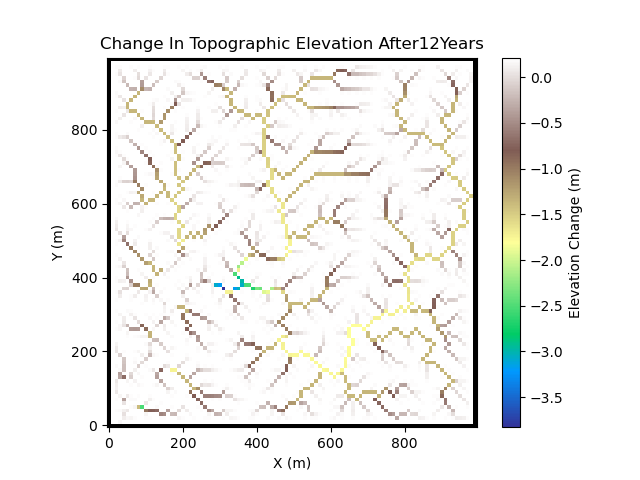 Change In Topographic Elevation After12Years
Y (m)
800
600
400
200
0
0 200 400 600 800
X (m)
0.0
−0.5
−1.0
−1.5
−2.0
−2.5
−3.0
−3.5
Elevation Change (m)